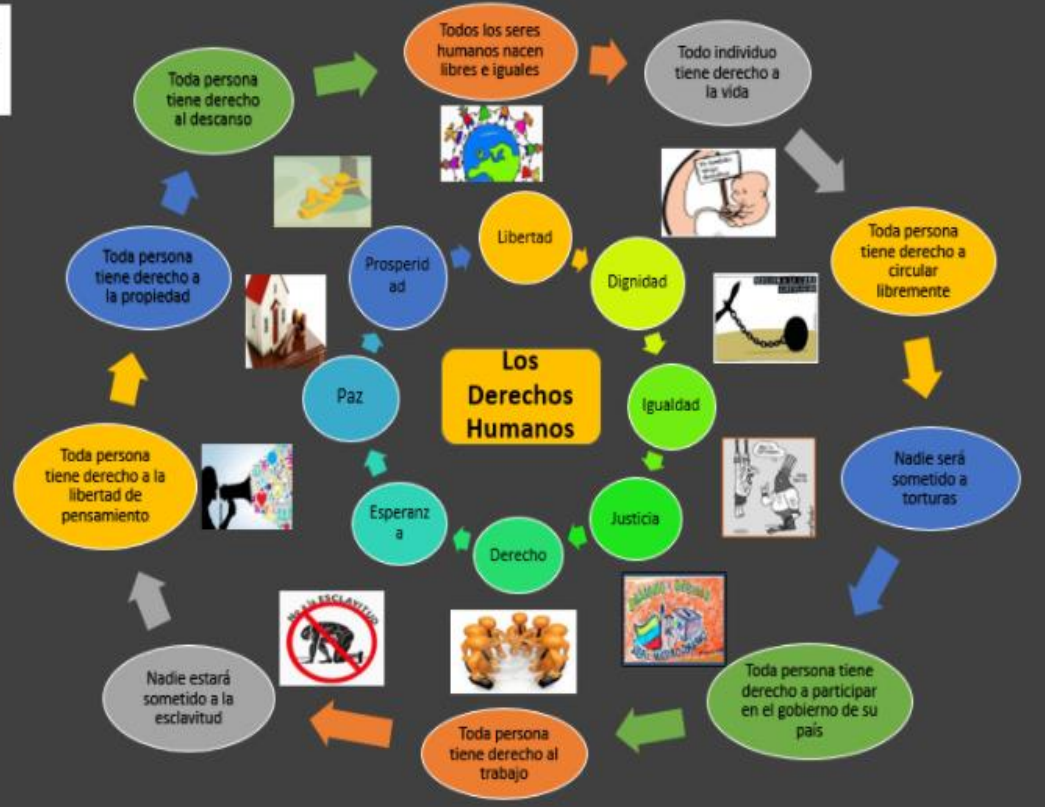 Todos los seres
humanos nacen
libres e iguales
Todo individuo
tiene derecho a
la vida
Toda persona
tiene derecho a
circular
libremente
Nadie será
sometido a
torturas
Toda persona tiene
derecho a participar
en el gobierno de su
país
Toda persona
tiene derecho al
trabajo
Nadie estará
sometido a la
esclavitud
Toda persona
tiene derecho a la
libertad de
pensamiento
Toda persona
tiene derecho a
la propiedad
Toda persona
tiene derecho
al descanso
Libertad
Dignidad
Igualdad
Justicia
Derecho
Esperanz
a
Paz
Prosperid
ad
Los
Derechos
Humanos
No a la ESCLAVITUD